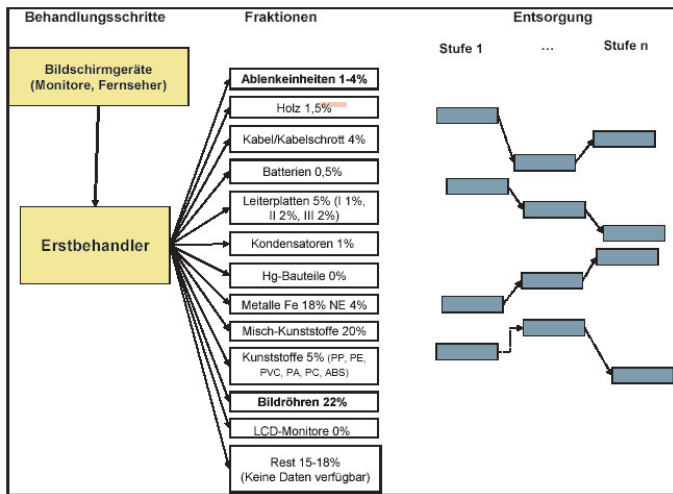 Behandlungsschritte
Fraktionen
Entsorgung
Stufe 1
...
Stufe n
Bildschirmgeräte
(Monitore, Fernseher)
Erstbehandler
Ablenkeinheiten 1-4%
Holz 1,5%
Kabel/Kabelschrott 4%
Batterien 0,5%
Leiterplatten 5% (I 1%,
II 2%, III 2%)
Kondensatoren 1%
Hg-Bauteile 0%
Metalle Fe 18% NE 4%
Misch-Kunststoffe 20%
Kunststoffe 5% (PP, PE,
PVC, PA, PC, ABS)
Bildröhren 22%
LCD-Monitore 0%
Rest 15-18%
(Keine Daten verfügbar)